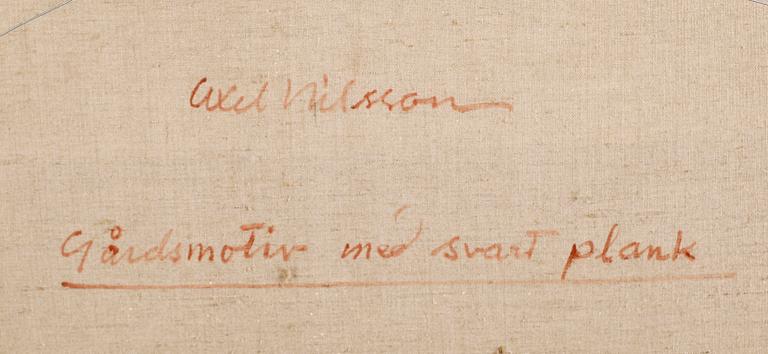 Axel Nilsson
Gårdsmotiv med svart plank